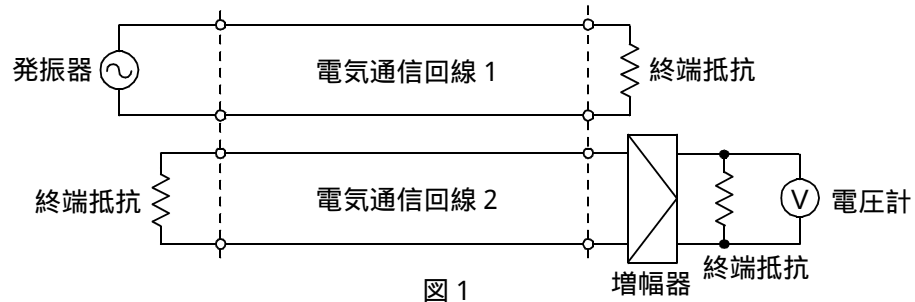 発振器
電気通信回線 1
終端抵抗
終端抵抗
電気通信回線 2
V
電圧計
増幅器
終端抵抗
図 1